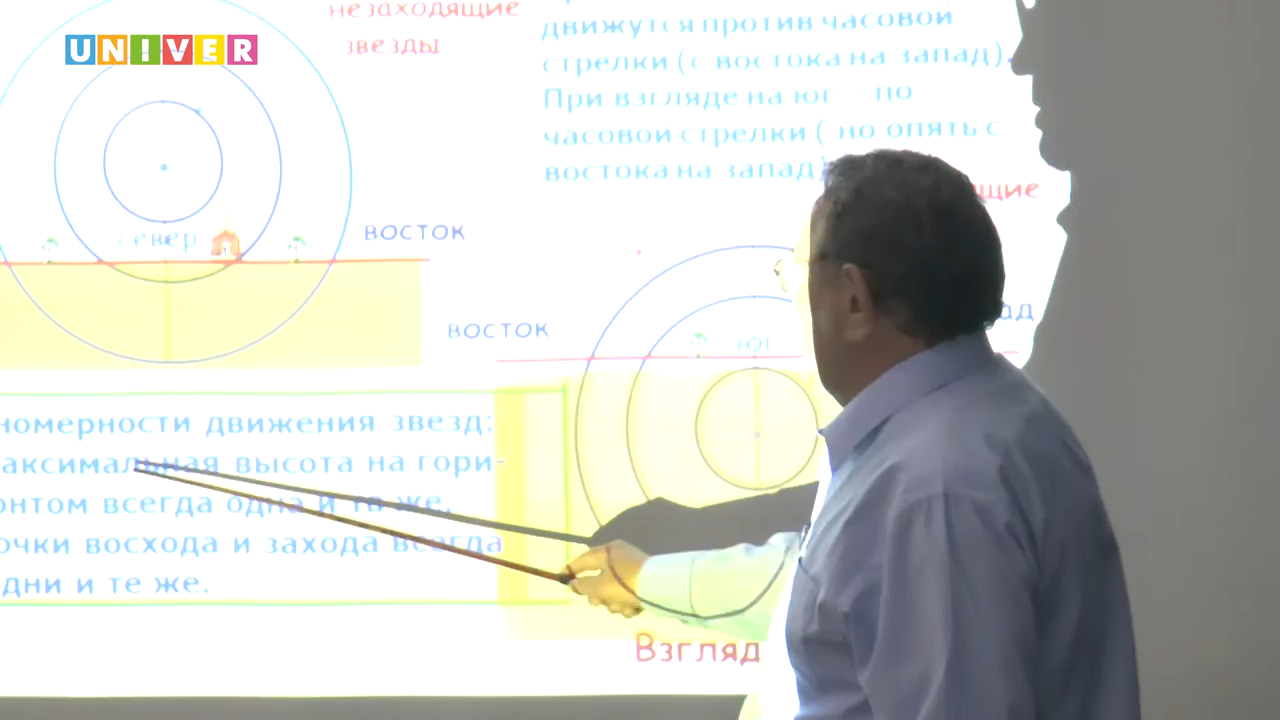 UNIVER
незаходящие
звезды
движутся против часовой
стрелки (с востока на запад).
При взгляде на юг по
часовой стрелки ( но опять с
востока на запад)
север
восток
восток
юг
номерности движения звезд:
аксимальная высота на гори-
онтом всегда одна и та же.
очки восхода и захода всегда
дни и те же.
Взгляд